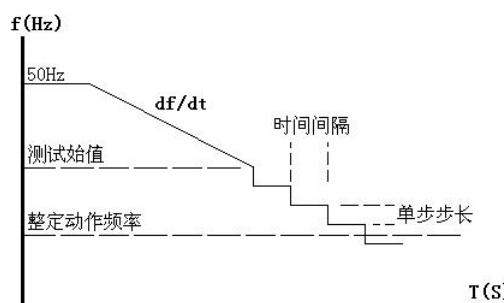 f(Hz)
50Hz
df/dt
时间间隔
测试始值
单步步长
整定动作频率
T(S)